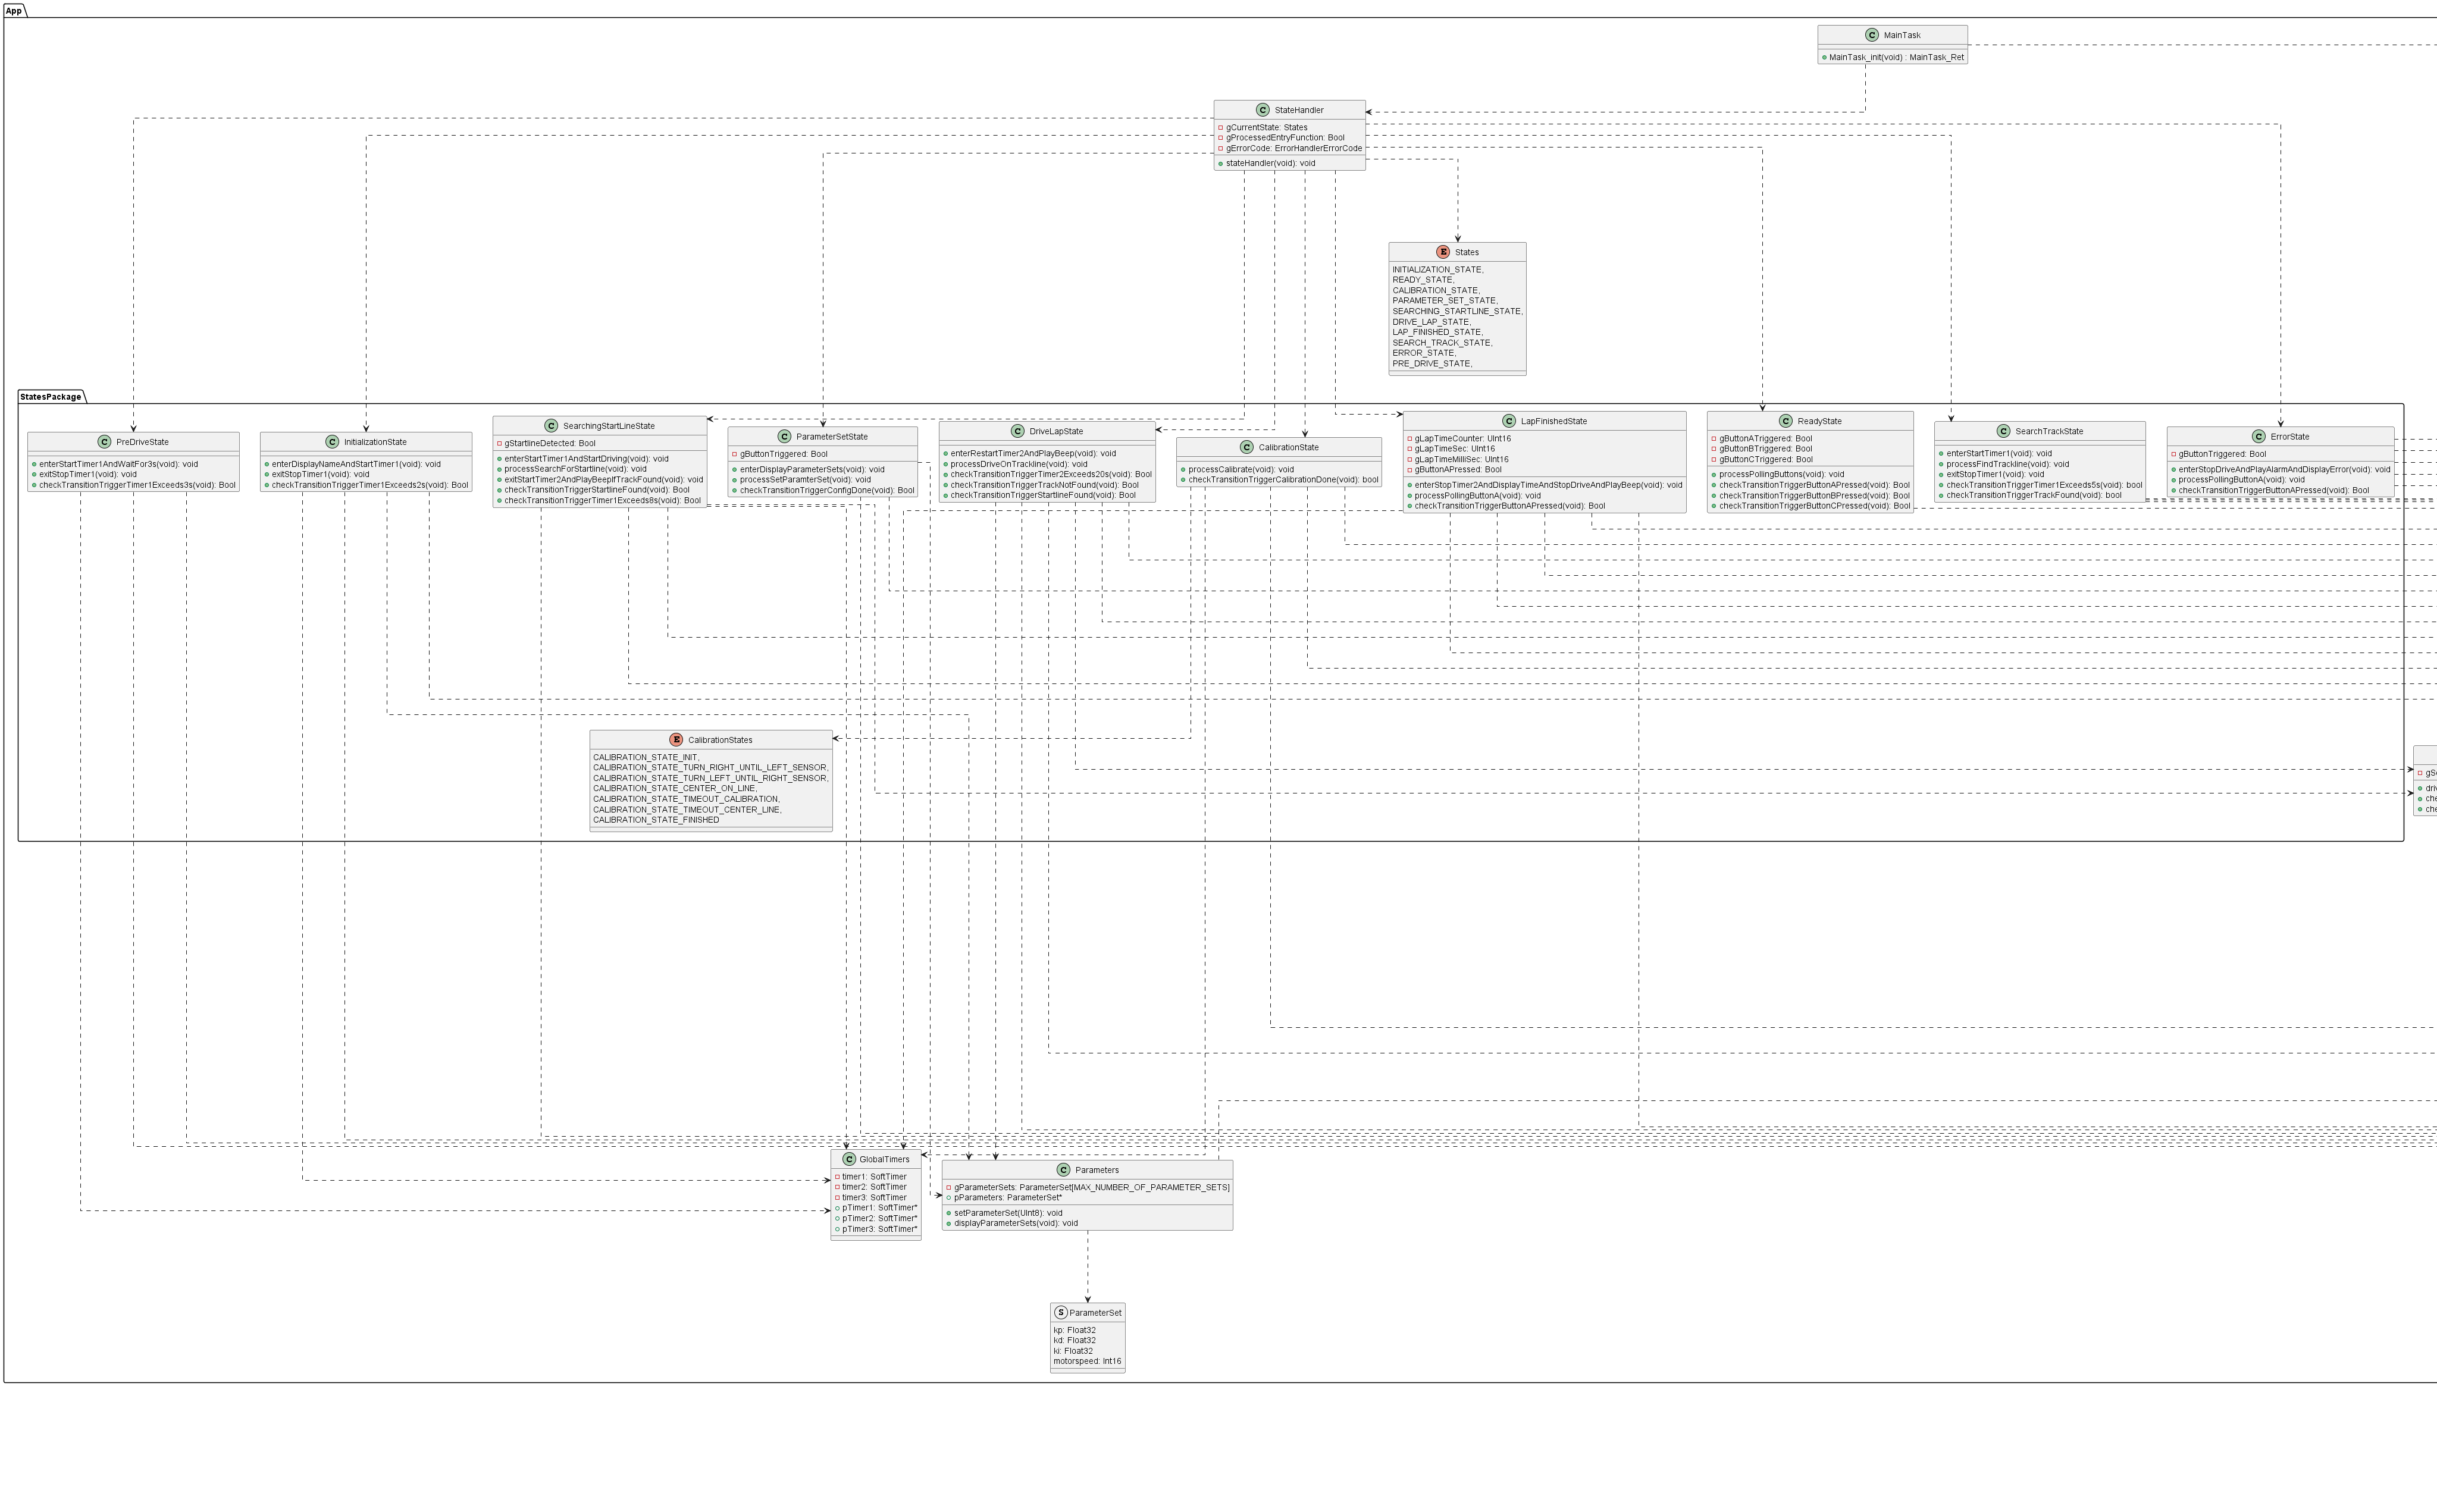 App
C MainTask
MainTask_init(void) : MainTask_Ret
C StateHandler
gCurrentState: States
gProcessedEntryFunction: Bool
gErrorCode: ErrorHandlerErrorCode
stateHandler(void): void
E States
INITIALIZATION_STATE,
READY_STATE,
CALIBRATION_STATE,
PARAMETER_SET_STATE,
SEARCHING_STARTLINE_STATE,
DRIVE_LAP_STATE,
LAP_FINISHED_STATE,
SEARCH_TRACK_STATE,
ERROR_STATE,
PRE_DRIVE_STATE,
StatesPackage
C PreDriveState
enterStartTimer1AndWaitFor3s(void): void
exitStopTimer1(void): void
checkTransitionTriggerTimer1Exceeds3s(void): Bool
C InitializationState
enterDisplayNameAndStartTimer1(void): void
exitStopTimer1(void): void
checkTransitionTriggerTimer1Exceeds2s(void): Bool
C SearchingStartLineState
gStartlineDetected: Bool
enterStartTimer1AndStartDriving(void): void
processSearchForStartline(void): void
exitStartTimer2AndPlayBeepIfTrackFound(void): void
checkTransitionTriggerStartlineFound(void): Bool
checkTransitionTriggerTimer1Exceeds8s(void): Bool
C ParameterSetState
gButtonTriggered: Bool
enterDisplayParameterSets(void): void
processSetParamterSet(void): void
checkTransitionTriggerConfigDone(void): Bool
C DriveLapState
enterRestartTimer2AndPlayBeep(void): void
processDriveOnTrackline(void): void
checkTransitionTriggerTimer2Exceeds20s(void): Bool
checkTransitionTriggerTrackNotFound(void): Bool
checkTransitionTriggerStartlineFound(void): Bool
C CalibrationState
processCalibrate(void): void
checkTransitionTriggerCalibrationDone(void): bool
C LapFinishedState
gLapTimeCounter: UInt16
gLapTimeSec: UInt16
gLapTimeMilliSec: UInt16
gButtonAPressed: Bool
enterStopTimer2AndDisplayTimeAndStopDriveAndPlayBeep(void): void
processPollingButtonA(void): void
checkTransitionTriggerButtonAPressed(void): Bool
C ReadyState
gButtonATriggered: Bool
gButtonBTriggered: Bool
gButtonCTriggered: Bool
processPollingButtons(void): void
checkTransitionTriggerButtonAPressed(void): Bool
checkTransitionTriggerButtonBPressed(void): Bool
checkTransitionTriggerButtonCPressed(void): Bool
C SearchTrackState
enterStartTimer1(void): void
processFindTrackline(void): void
exitStopTimer1(void): void
checkTransitionTriggerTimer1Exceeds5s(void): bool
checkTransitionTriggerTrackFound(void): bool
C ErrorState
gButtonTriggered: Bool
enterStopDriveAndPlayAlarmAndDisplayError(void): void
processPollingButtonA(void): void
checkTransitionTriggerButtonAPressed(void): Bool
E CalibrationStates
CALIBRATION_STATE_INIT,
CALIBRATION_STATE_TURN_RIGHT_UNTIL_LEFT_SENSOR,
CALIBRATION_STATE_TURN_LEFT_UNTIL_RIGHT_SENSOR,
CALIBRATION_STATE_CENTER_ON_LINE,
CALIBRATION_STATE_TIMEOUT_CALIBRATION,
CALIBRATION_STATE_TIMEOUT_CENTER_LINE,
CALIBRATION_STATE_FINISHED
C GlobalTimers
timer1: SoftTimer
timer2: SoftTimer
timer3: SoftTimer
pTimer1: SoftTimer*
pTimer2: SoftTimer*
pTimer3: SoftTimer*
C Parameters
gParameterSets: ParameterSet[MAX_NUMBER_OF_PARAMETER_SETS]
pParameters: ParameterSet*
setParameterSet(UInt8): void
displayParameterSets(void): void
S ParameterSet
kp: Float32
kd: Float32
ki: Float32
motorspeed: Int16